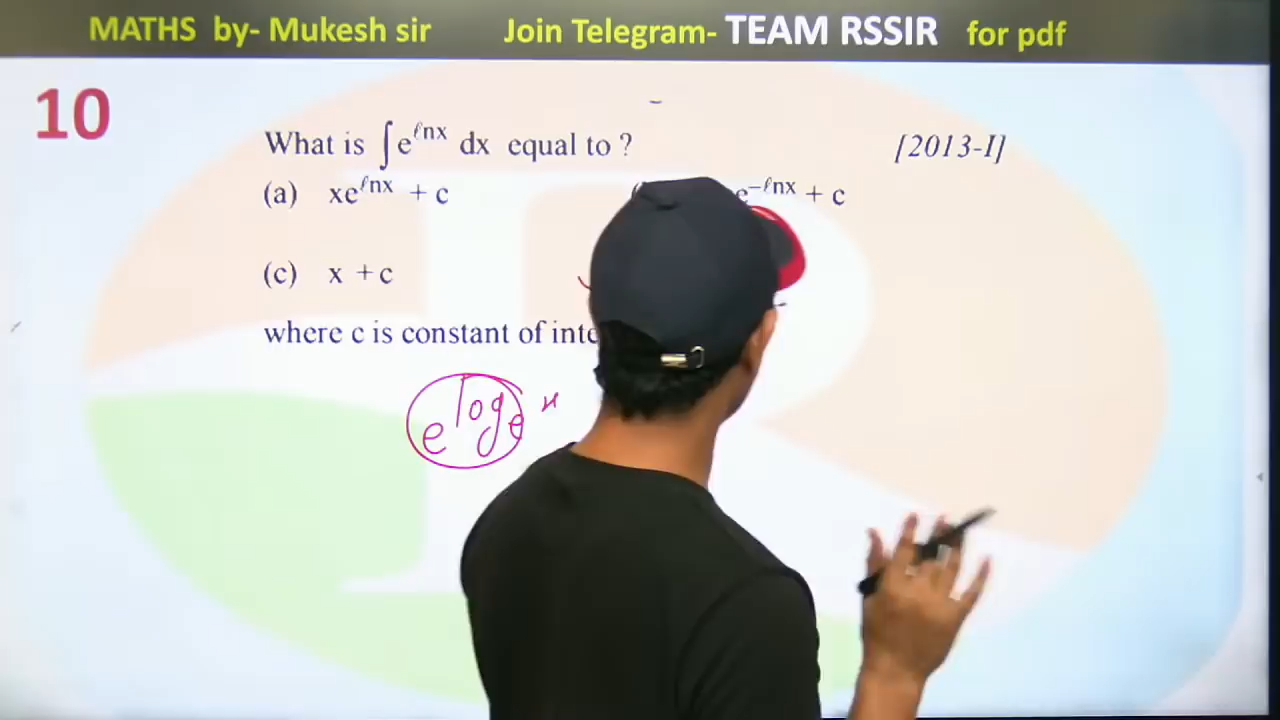 MATHS by- Mukesh sir Join Telegram- TEAM RSSIR for pdf
10
What is ∫e^ℓnx dx equal to ? [2013-I]
(a) xe^ℓnx + c e^–ℓnx + c
(c) x + c
where c is constant of inte
e^log_e x